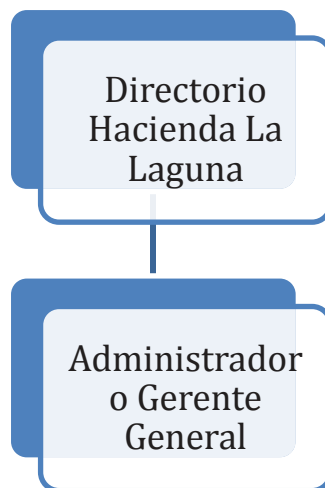 Directorio
Hacienda La
Laguna
Administrador
o Gerente
General